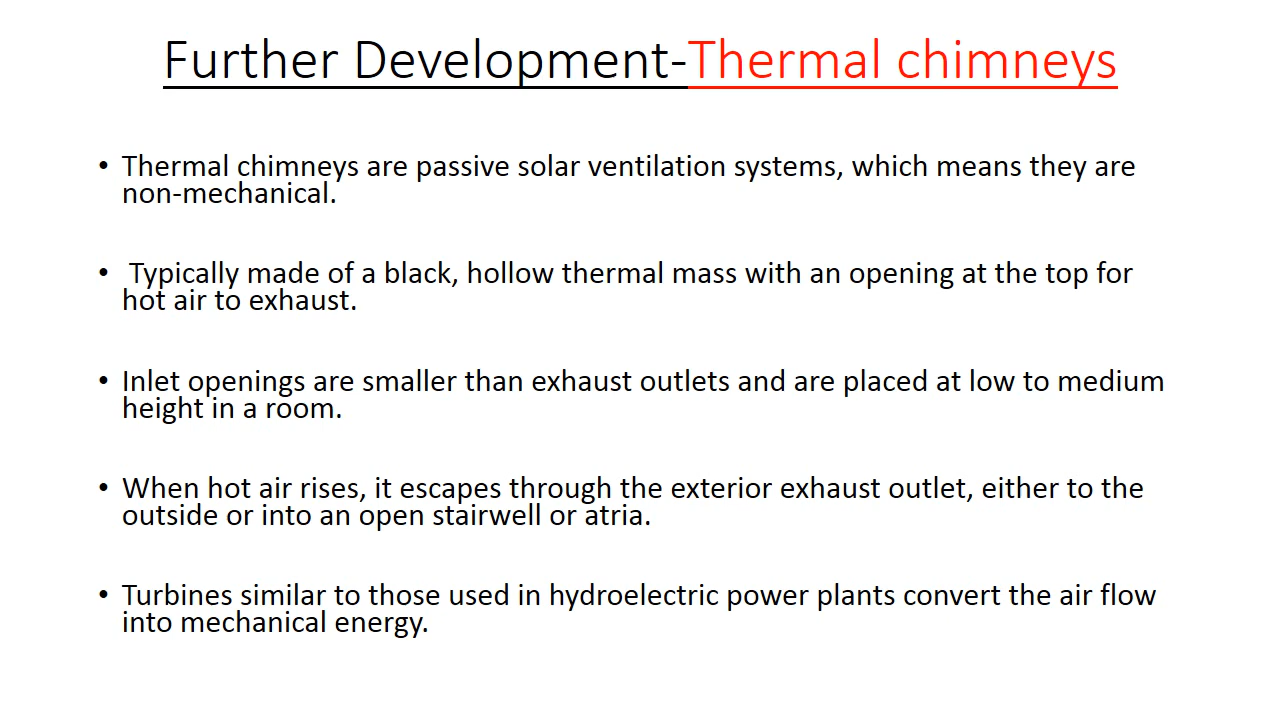 Further Development-Thermal chimneys
• Thermal chimneys are passive solar ventilation systems, which means they are
non-mechanical.
• Typically made of a black, hollow thermal mass with an opening at the top for
hot air to exhaust.
• Inlet openings are smaller than exhaust outlets and are placed at low to medium
height in a room.
• When hot air rises, it escapes through the exterior exhaust outlet, either to the
outside or into an open stairwell or atria.
• Turbines similar to those used in hydroelectric power plants convert the air flow
into mechanical energy.